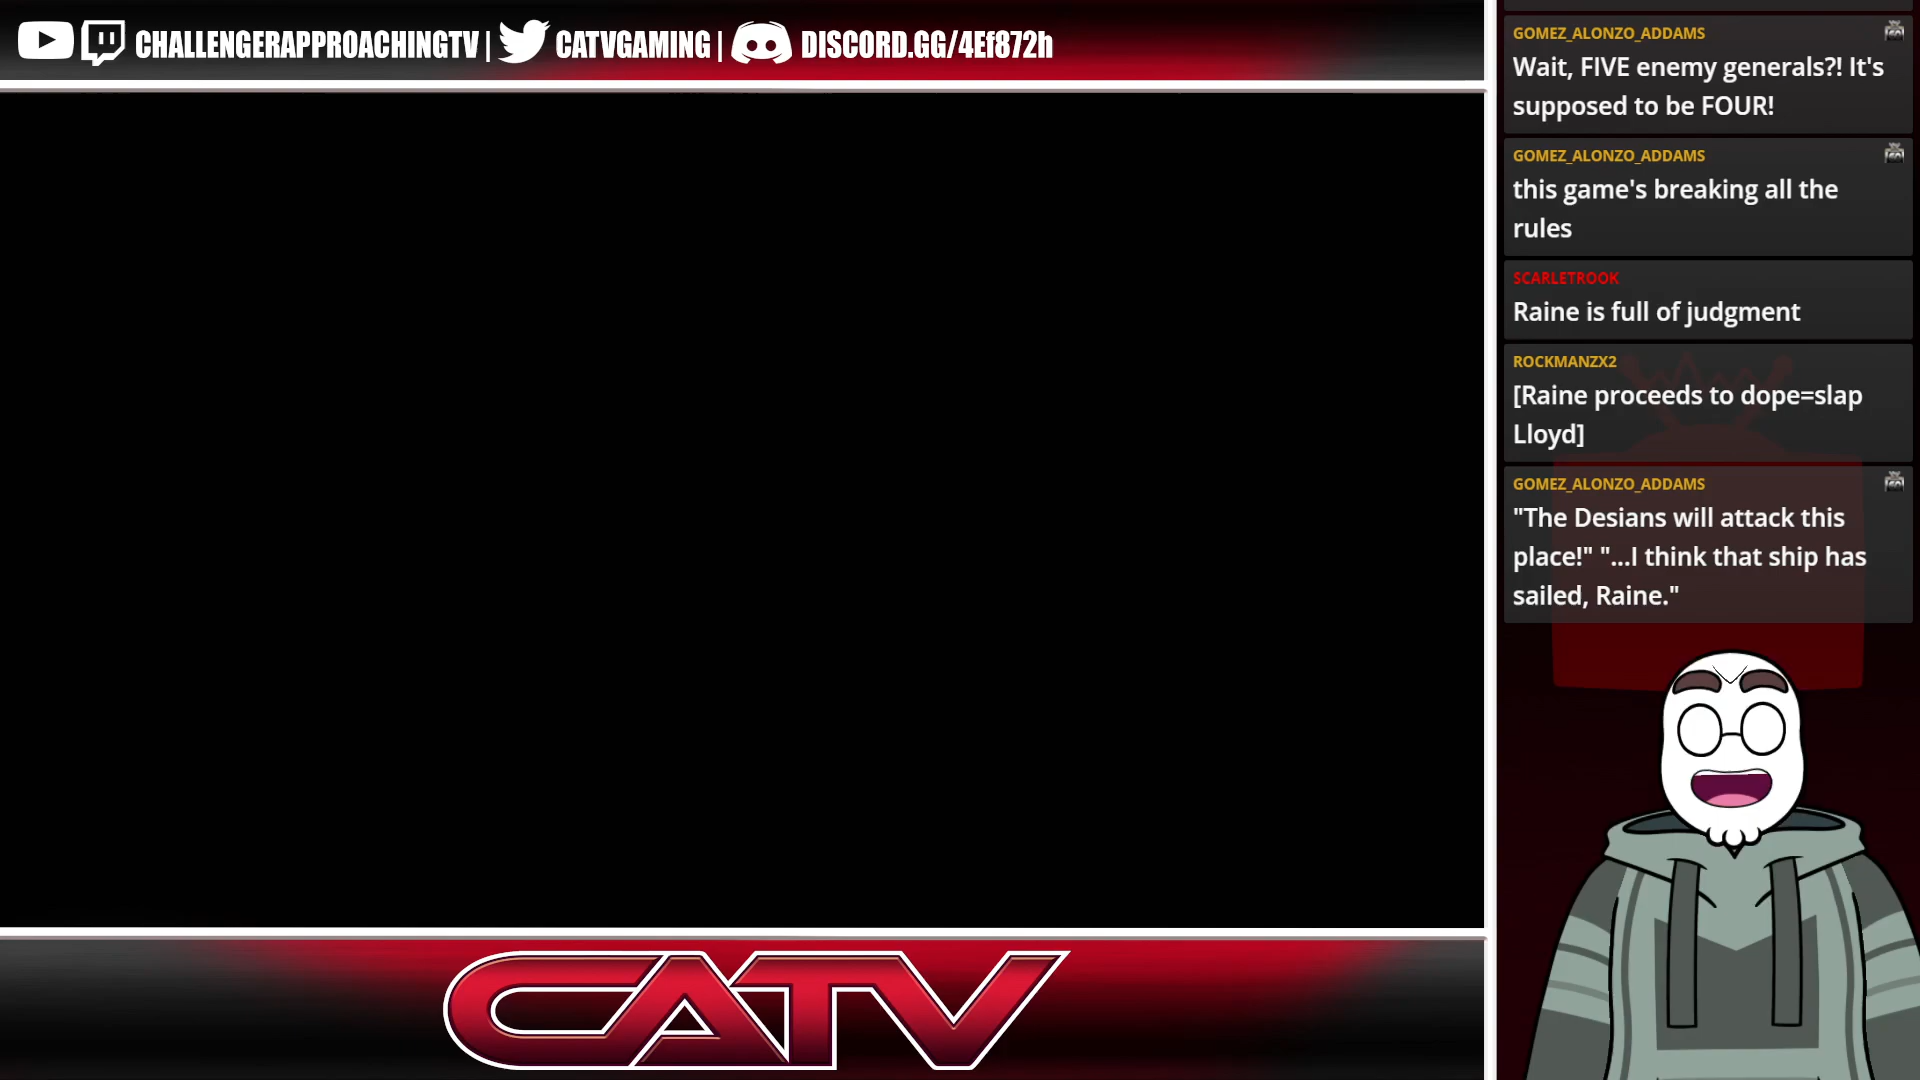 CHALLENGERAPPROACHINGTV | CATVGAMING | DISCORD.GG/4Ef872h
GOMEZ_ALONZO_ADDAMS
Wait, FIVE enemy generals?! It's
supposed to be FOUR!
GOMEZ_ALONZO_ADDAMS
this game's breaking all the
rules
SCARLETROOK
Raine is full of judgment
ROCKMANZX2
[Raine proceeds to dope=slap
Lloyd]
GOMEZ_ALONZO_ADDAMS
"The Desians will attack this
place!" "...I think that ship has
sailed, Raine."
CATV